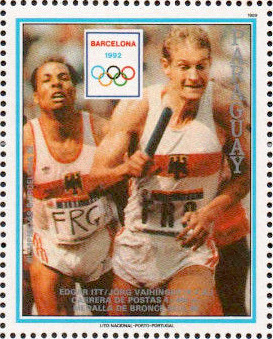 1989
BARCELONA
1992
PARAGUAY
FRG
FRG
EDGAR ITT/JÖRG VAIHINGER
CARRERA DE POSTAS 4
MEDALLA DE BRONCE
LITO NACIONAL-PORTO-PORTUGAL